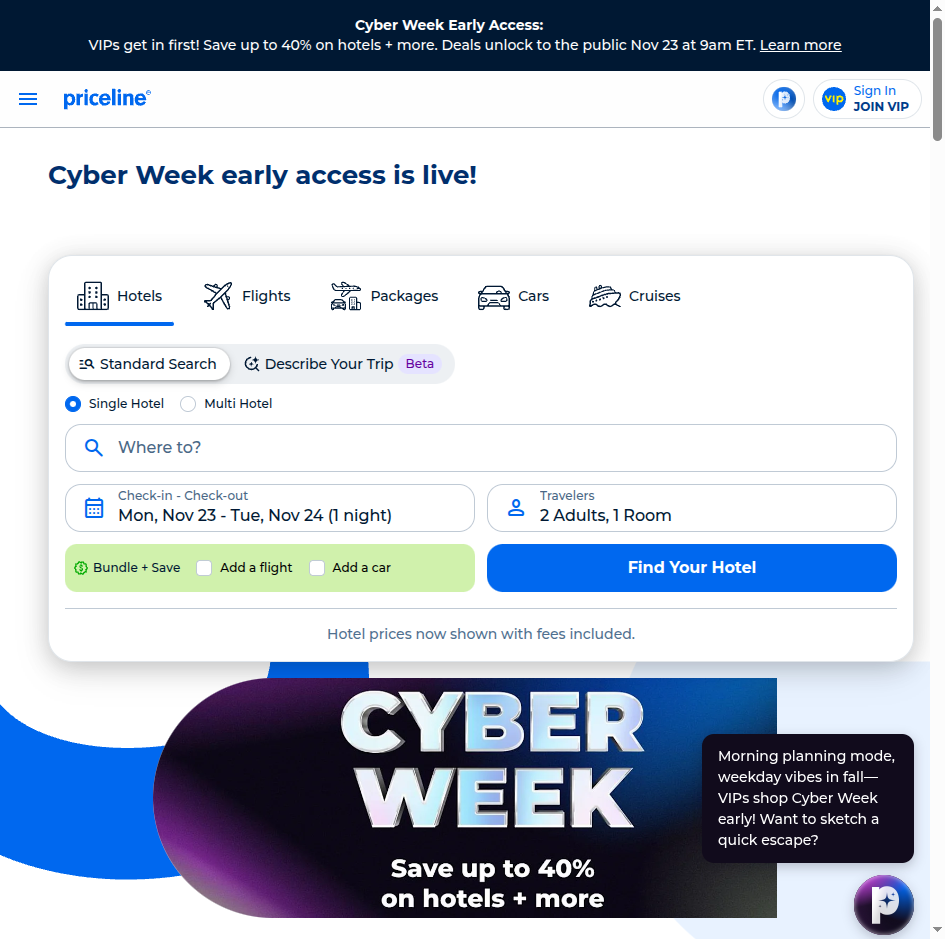 Cyber Week Early Access:
VIPs get in first! Save up to 40% on hotels + more. Deals unlock to the public Nov 23 at 9am ET. Learn more
priceline®
p
vip
Sign In
JOIN VIP
Cyber Week early access is live!
Hotels
Flights
Packages
Cars
Cruises
Standard Search
Describe Your Trip Beta
Single Hotel
Multi Hotel
Where to?
Check-in - Check-out
Mon, Nov 23 - Tue, Nov 24 (1 night)
Travelers
2 Adults, 1 Room
Bundle + Save
Add a flight
Add a car
Find Your Hotel
Hotel prices now shown with fees included.
CYBER
WEEK
Save up to 40%
on hotels + more
Morning planning mode,
weekday vibes in fall—
VIPs shop Cyber Week
early! Want to sketch a
quick escape?
p